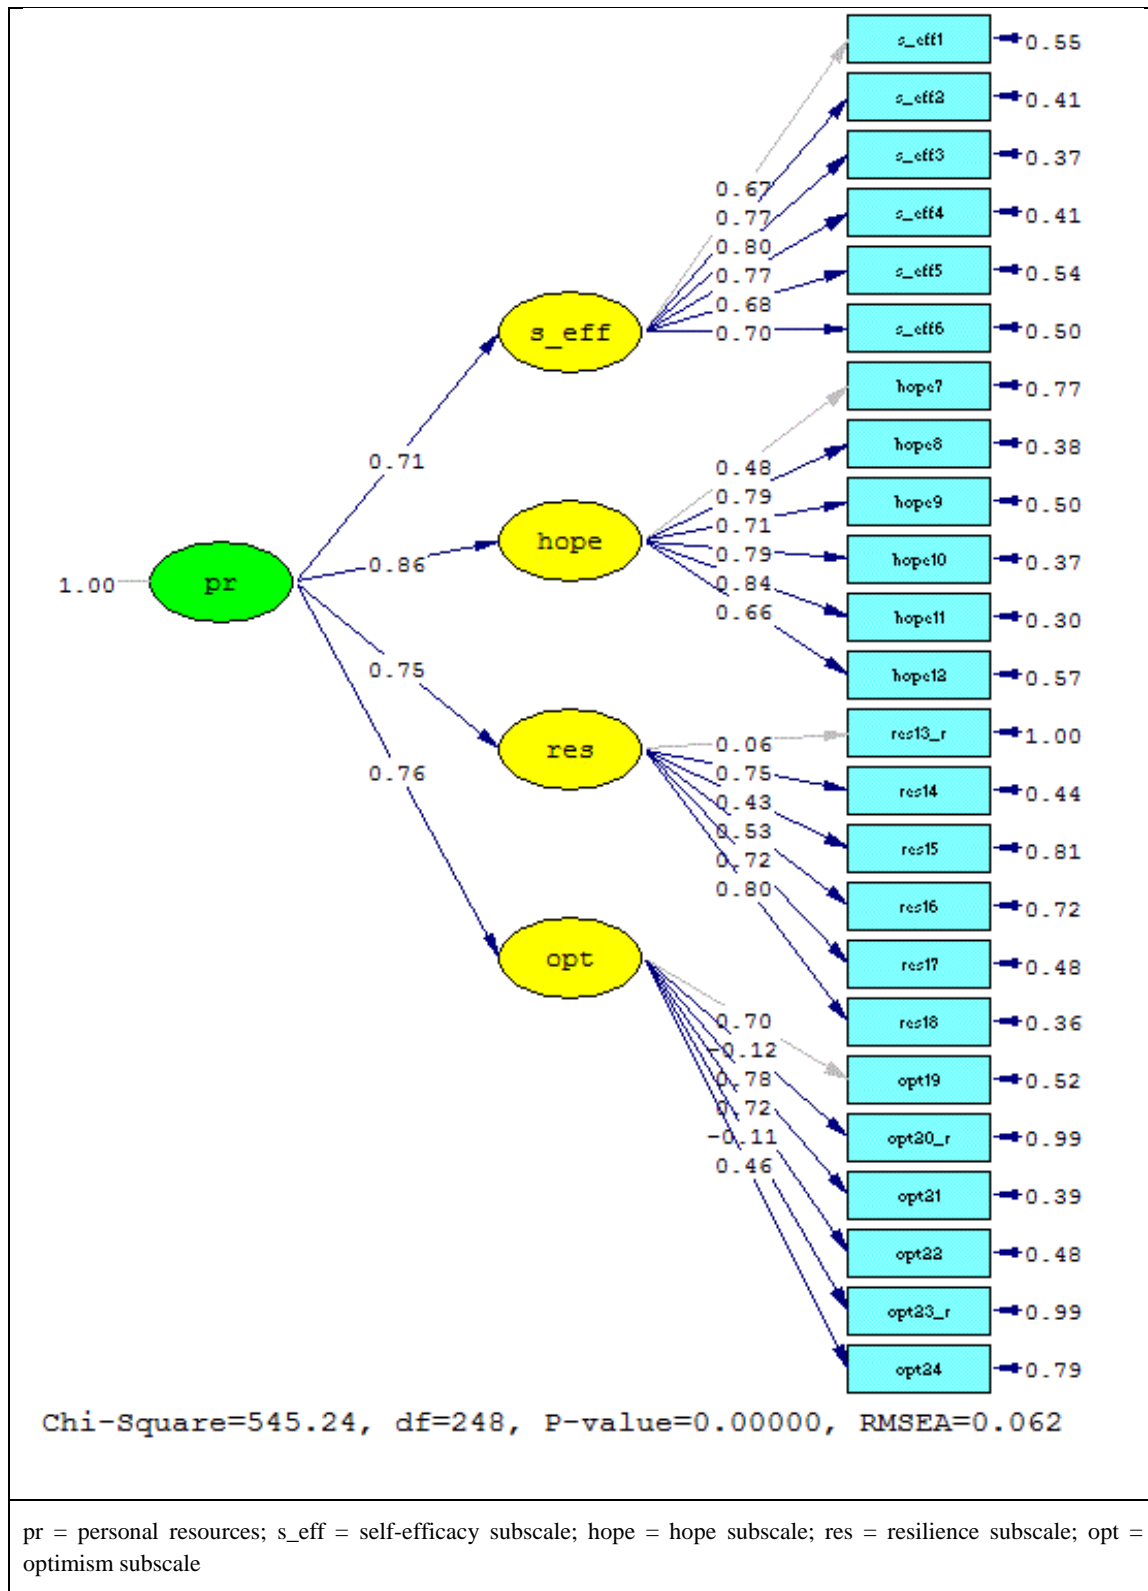 s_eff1
0.55
s_eff2
0.41
s_eff3
0.37
s_eff4
0.41
s_eff5
0.54
s_eff6
0.50
0.67
0.77
0.80
0.77
0.68
0.70
s_eff
0.71
hope7
0.77
hope8
0.38
hope9
0.50
hope10
0.37
hope11
0.30
hope12
0.57
0.48
0.79
0.71
0.79
0.84
0.66
hope
0.86
1.00
pr
0.75
res13_r
1.00
res14
0.44
res15
0.81
res16
0.72
res17
0.48
res18
0.36
0.06
0.75
0.43
0.53
0.72
0.80
res
0.76
opt
0.70
-0.12
0.78
0.72
-0.11
0.46
opt19
0.52
opt20_r
0.99
opt21
0.39
opt22
0.48
opt23_r
0.99
opt24
0.79
Chi-Square=545.24, df=248, P-value=0.00000, RMSEA=0.062
pr = personal resources; s_eff = self-efficacy subscale; hope = hope subscale; res = resilience subscale; opt =
optimism subscale